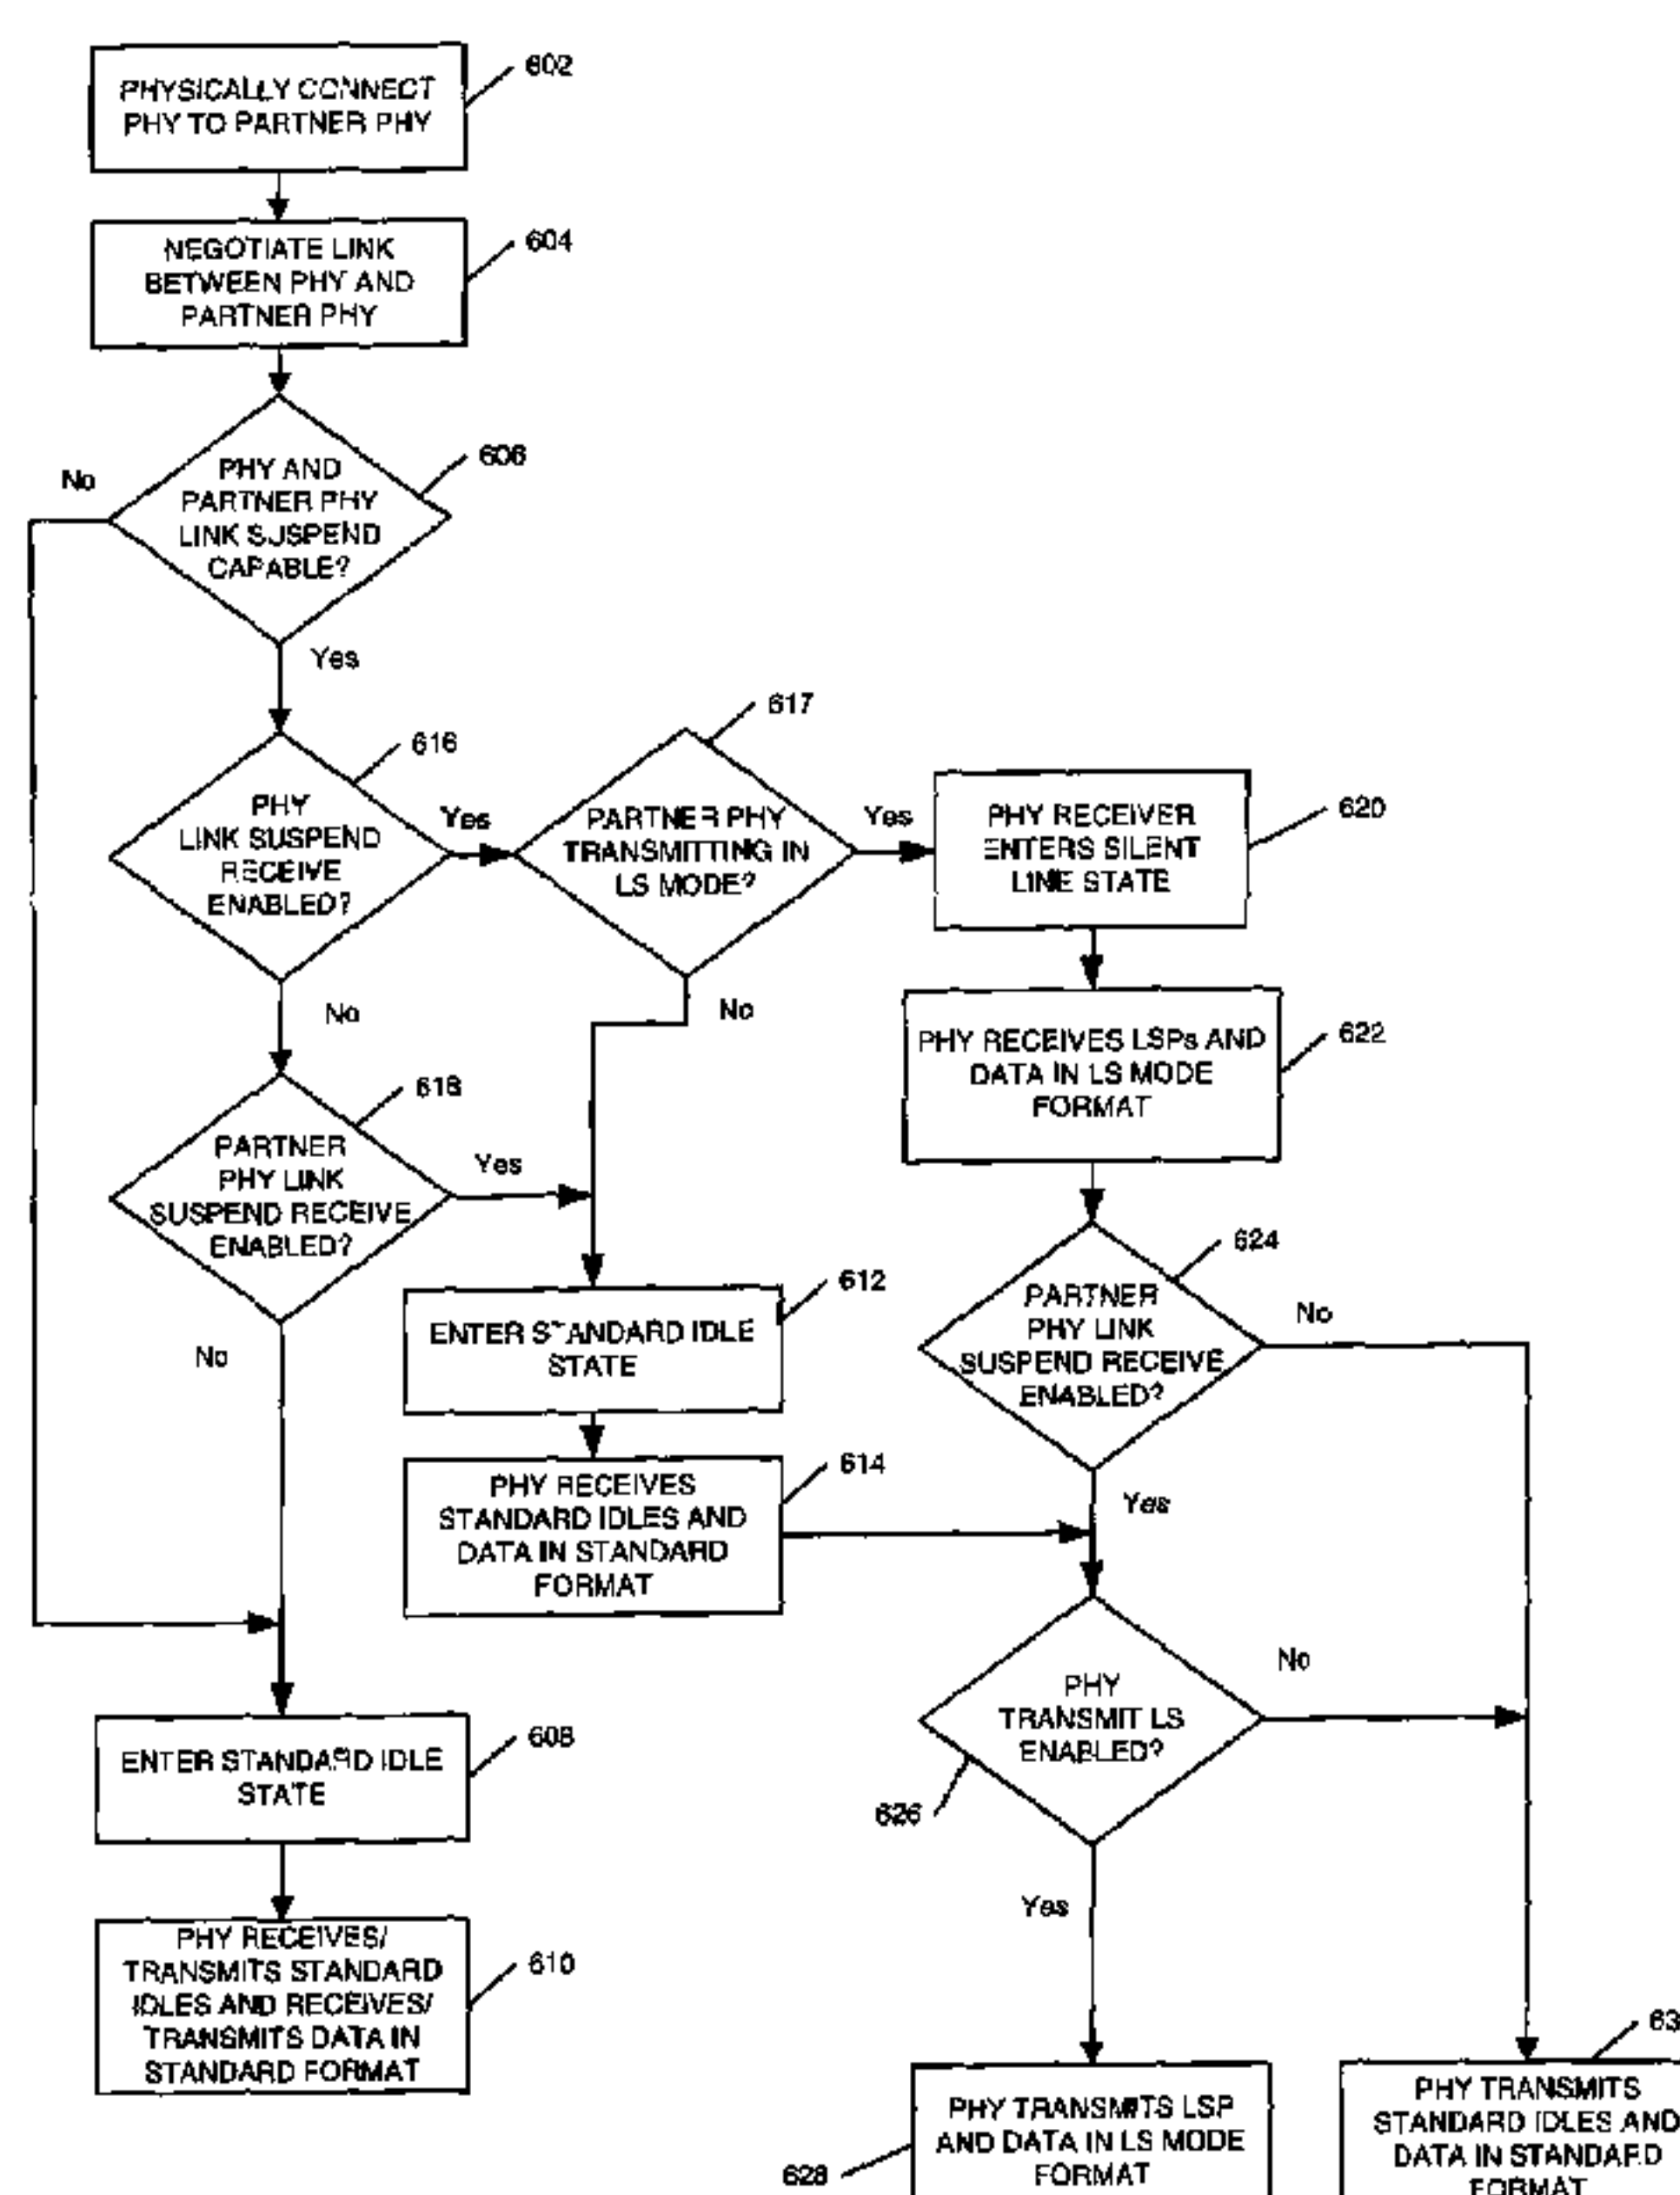 PHYSICALLY CONNECT
PHY TO PARTNER PHY
602
NEGOTIATE LINK
BETWEEN PHY AND
PARTNER PHY
604
PHY AND
PARTNER PHY
LINK SUSPEND
CAPABLE?
606
No
Yes
PHY
LINK SUSPEND
RECEIVE
ENABLED?
616
Yes
No
PARTNER PHY
TRANSMITTING IN
LS MODE?
617
Yes
No
PHY RECEIVER
ENTERS SILENT
LINE STATE
620
PHY RECEIVES LSPs AND
DATA IN LS MODE
FORMAT
622
PARTNER
PHY LINK
SUSPEND RECEIVE
ENABLED?
618
Yes
No
ENTER STANDARD IDLE
STATE
612
PHY RECEIVES
STANDARD IDLES AND
DATA IN STANDARD
FORMAT
614
PARTNER
PHY LINK
SUSPEND RECEIVE
ENABLED?
624
No
Yes
PHY
TRANSMIT LS
ENABLED?
626
No
Yes
ENTER STANDARD IDLE
STATE
608
PHY RECEIVES/
TRANSMITS STANDARD
IDLES AND RECEIVES/
TRANSMITS DATA IN
STANDARD FORMAT
610
PHY TRANSMITS LSP
AND DATA IN LS MODE
FORMAT
628
PHY TRANSMITS
STANDARD IDLES AND
DATA IN STANDARD
FORMAT